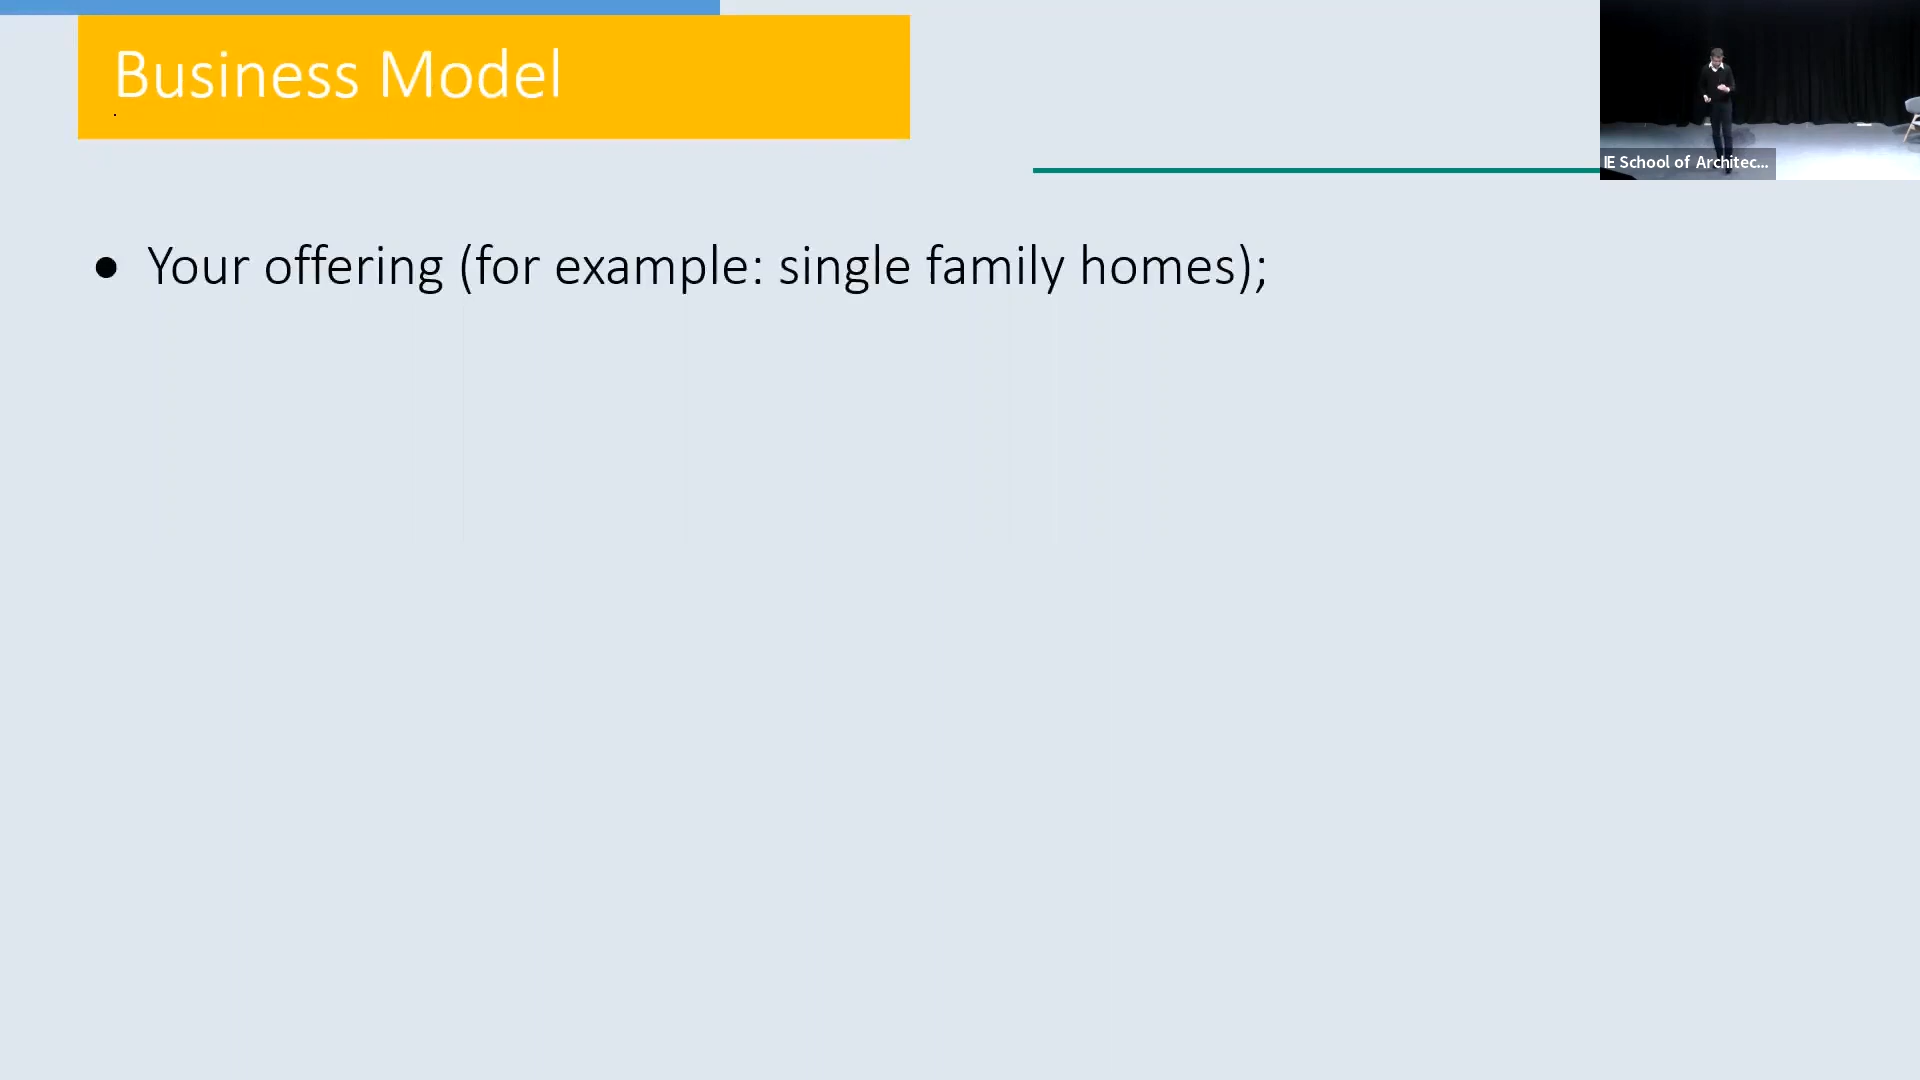 Business Model
IE School of Architec...
● Your offering (for example: single family homes);